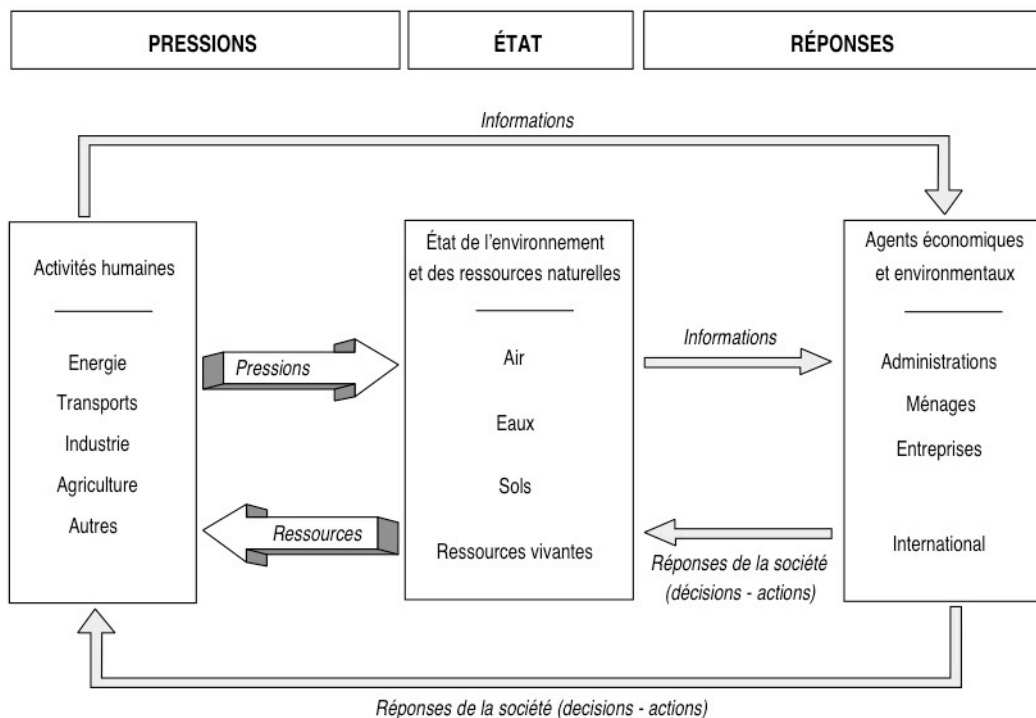 PRESSIONS
ÉTAT
RÉPONSES
Informations
Activités humaines
Energie
Transports
Industrie
Agriculture
Autres
Pressions
Ressources
État de l'environnement
et des ressources naturelles
Air
Eaux
Sols
Ressources vivantes
Informations
Réponses de la société
(décisions - actions)
Agents économiques
et environmentaux
Administrations
Ménages
Entreprises
International
Réponses de la société (decisions - actions)